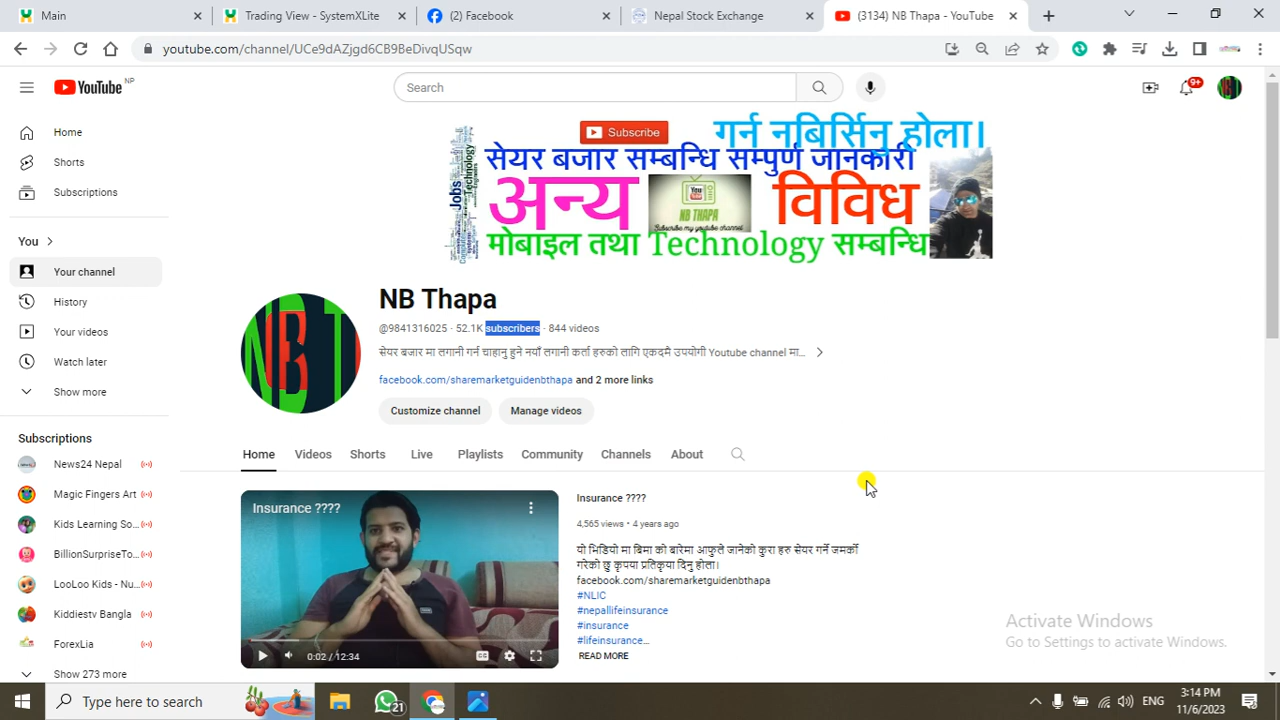 Main
Trading View - SystemXLite
(2) Facebook
Nepal Stock Exchange
(3134) NB Thapa - YouTube
youtube.com/channel/UCe9dAZjgd6CB9BeDivqUSqw
YouTube NP
Search
9+
Home
Shorts
Subscriptions
You
Your channel
History
Your videos
Watch later
Show more
Subscriptions
News24 Nepal
Magic Fingers Art
Kids Learning So...
BillionSurpriseTo...
LooLoo Kids - Nu...
Kiddiestv Bangla
ForexLia
Show 273 more
Subscribe गर्न नबिर्सिनु होला।
सेयर बजार सम्बन्धि सम्पुर्ण जानकारी
Jobs
Technology
अन्य
You
NB THAPA
Subscribe my youtube channel
विविध
मोबाइल तथा Technology सम्बन्धि
NB Thapa
@9841316025 · 52.1K subscribers · 844 videos
सेयर बजार मा लगानी गर्न चाहानु हुने नयाँ लगानी कर्ता हरुको लागि एकदमै उपयोगी Youtube channel मा...
facebook.com/sharemarketguidenbthapa and 2 more links
Customize channel
Manage videos
Home Videos Shorts Live Playlists Community Channels About
NBT
Insurance ????
0:02 / 12:34
Insurance ????
4,565 views • 4 years ago
यो भिडियो मा बिमा को बारेमा आफुले जानेको कुरा हरु सेयर गर्ने जमर्को
गरेको छु कृपया प्रतिकृया दिनु होला।
facebook.com/sharemarketguidenbthapa
#NLIC
#nepallifeinsurance
#insurance
#lifeinsurance...
READ MORE
Activate Windows
Go to Settings to activate Windows.
Type here to search
21
ENG
3:14 PM
11/6/2023